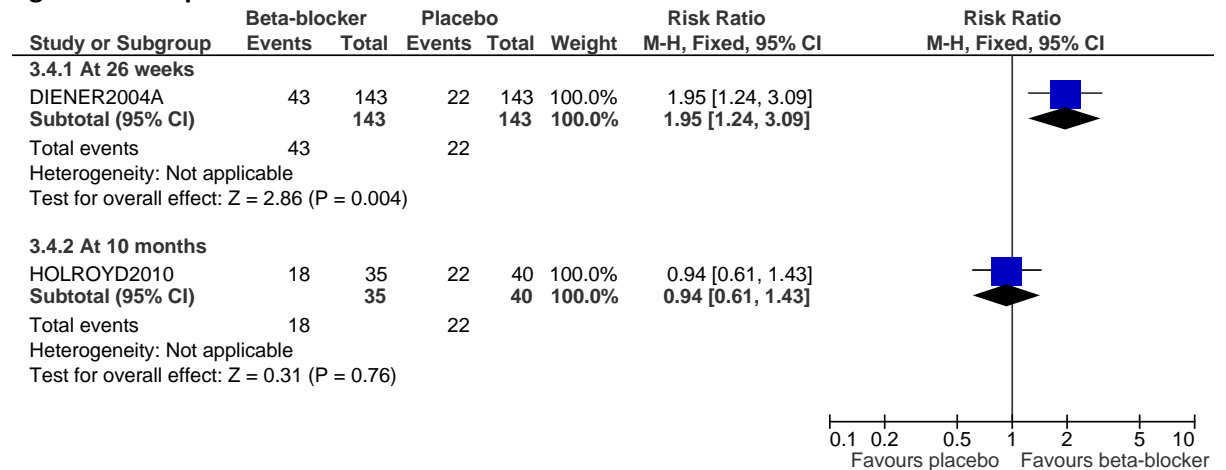 Beta-blocker Placebo Risk Ratio Risk Ratio
Study or Subgroup Events Total Events Total Weight M-H, Fixed, 95% CI M-H, Fixed, 95% CI
3.4.1 At 26 weeks
DIENER2004A 43 143 22 143 100.0% 1.95 [1.24, 3.09]
Subtotal (95% CI) 143 143 100.0% 1.95 [1.24, 3.09]
Total events 43 22
Heterogeneity: Not applicable
Test for overall effect: Z = 2.86 (P = 0.004)
3.4.2 At 10 months
HOLROYD2010 18 35 22 40 100.0% 0.94 [0.61, 1.43]
Subtotal (95% CI) 35 40 100.0% 0.94 [0.61, 1.43]
Total events 18 22
Heterogeneity: Not applicable
Test for overall effect: Z = 0.31 (P = 0.76)
0.1 0.2 0.5 1 2 5 10
Favours placebo Favours beta-blocker